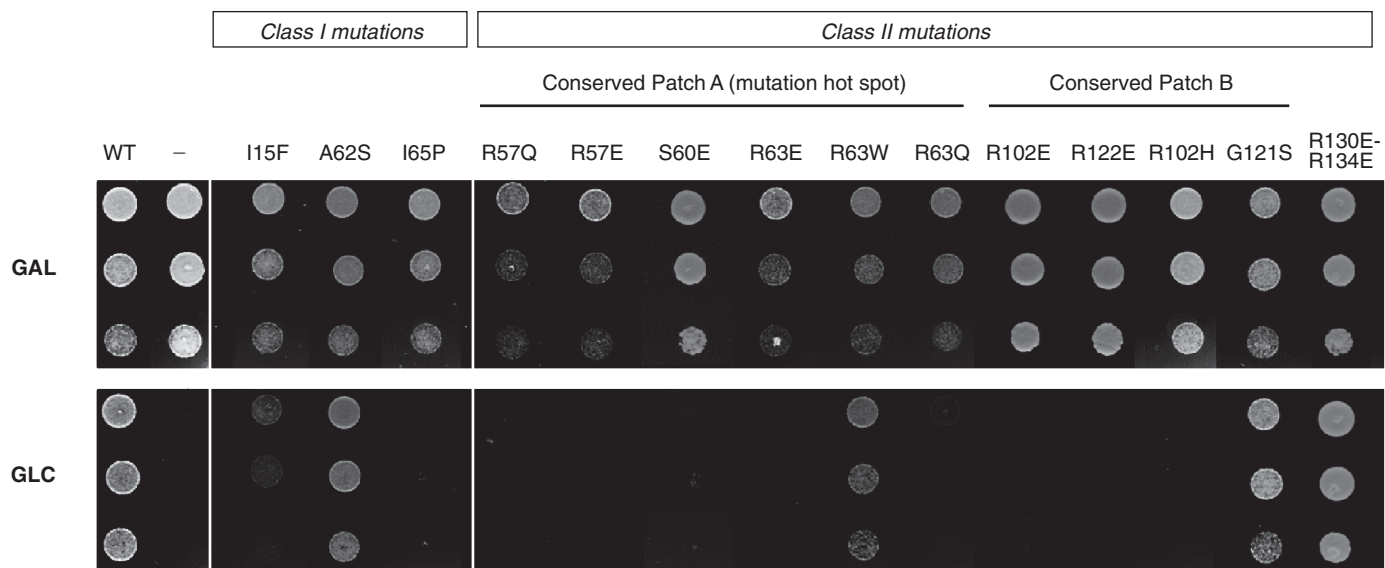 Class I mutations
Class II mutations
Conserved Patch A (mutation hot spot)
Conserved Patch B
WT – I15F A62S I65P R57Q R57E S60E R63E R63W R63Q R102E R122E R102H G121S R130E-
R134E
GAL
GLC